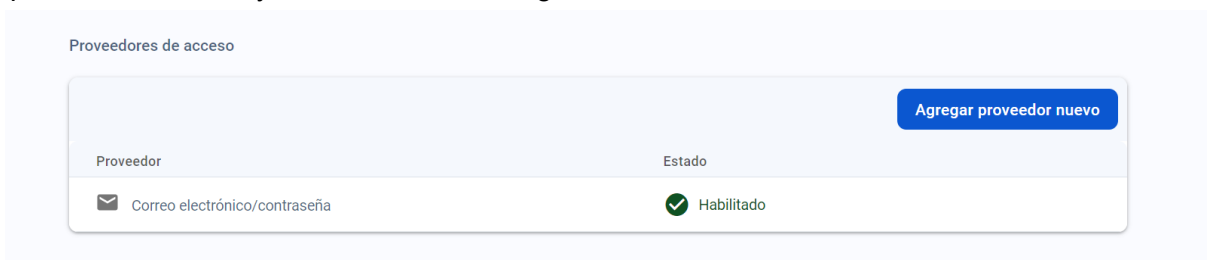 Proveedores de acceso
Agregar proveedor nuevo
Proveedor Estado
Correo electrónico/contraseña Habilitado